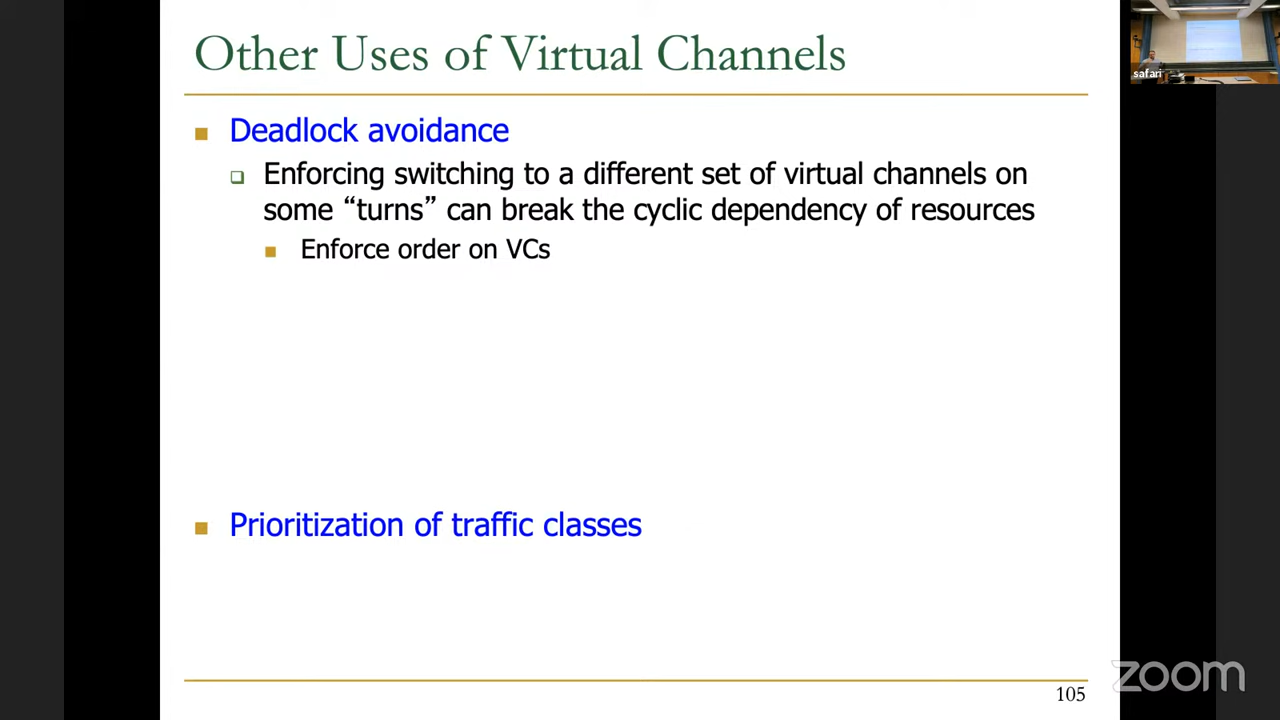 Other Uses of Virtual Channels
safari
Deadlock avoidance
Enforcing switching to a different set of virtual channels on
some “turns” can break the cyclic dependency of resources
Enforce order on VCs
Prioritization of traffic classes
105
zoom